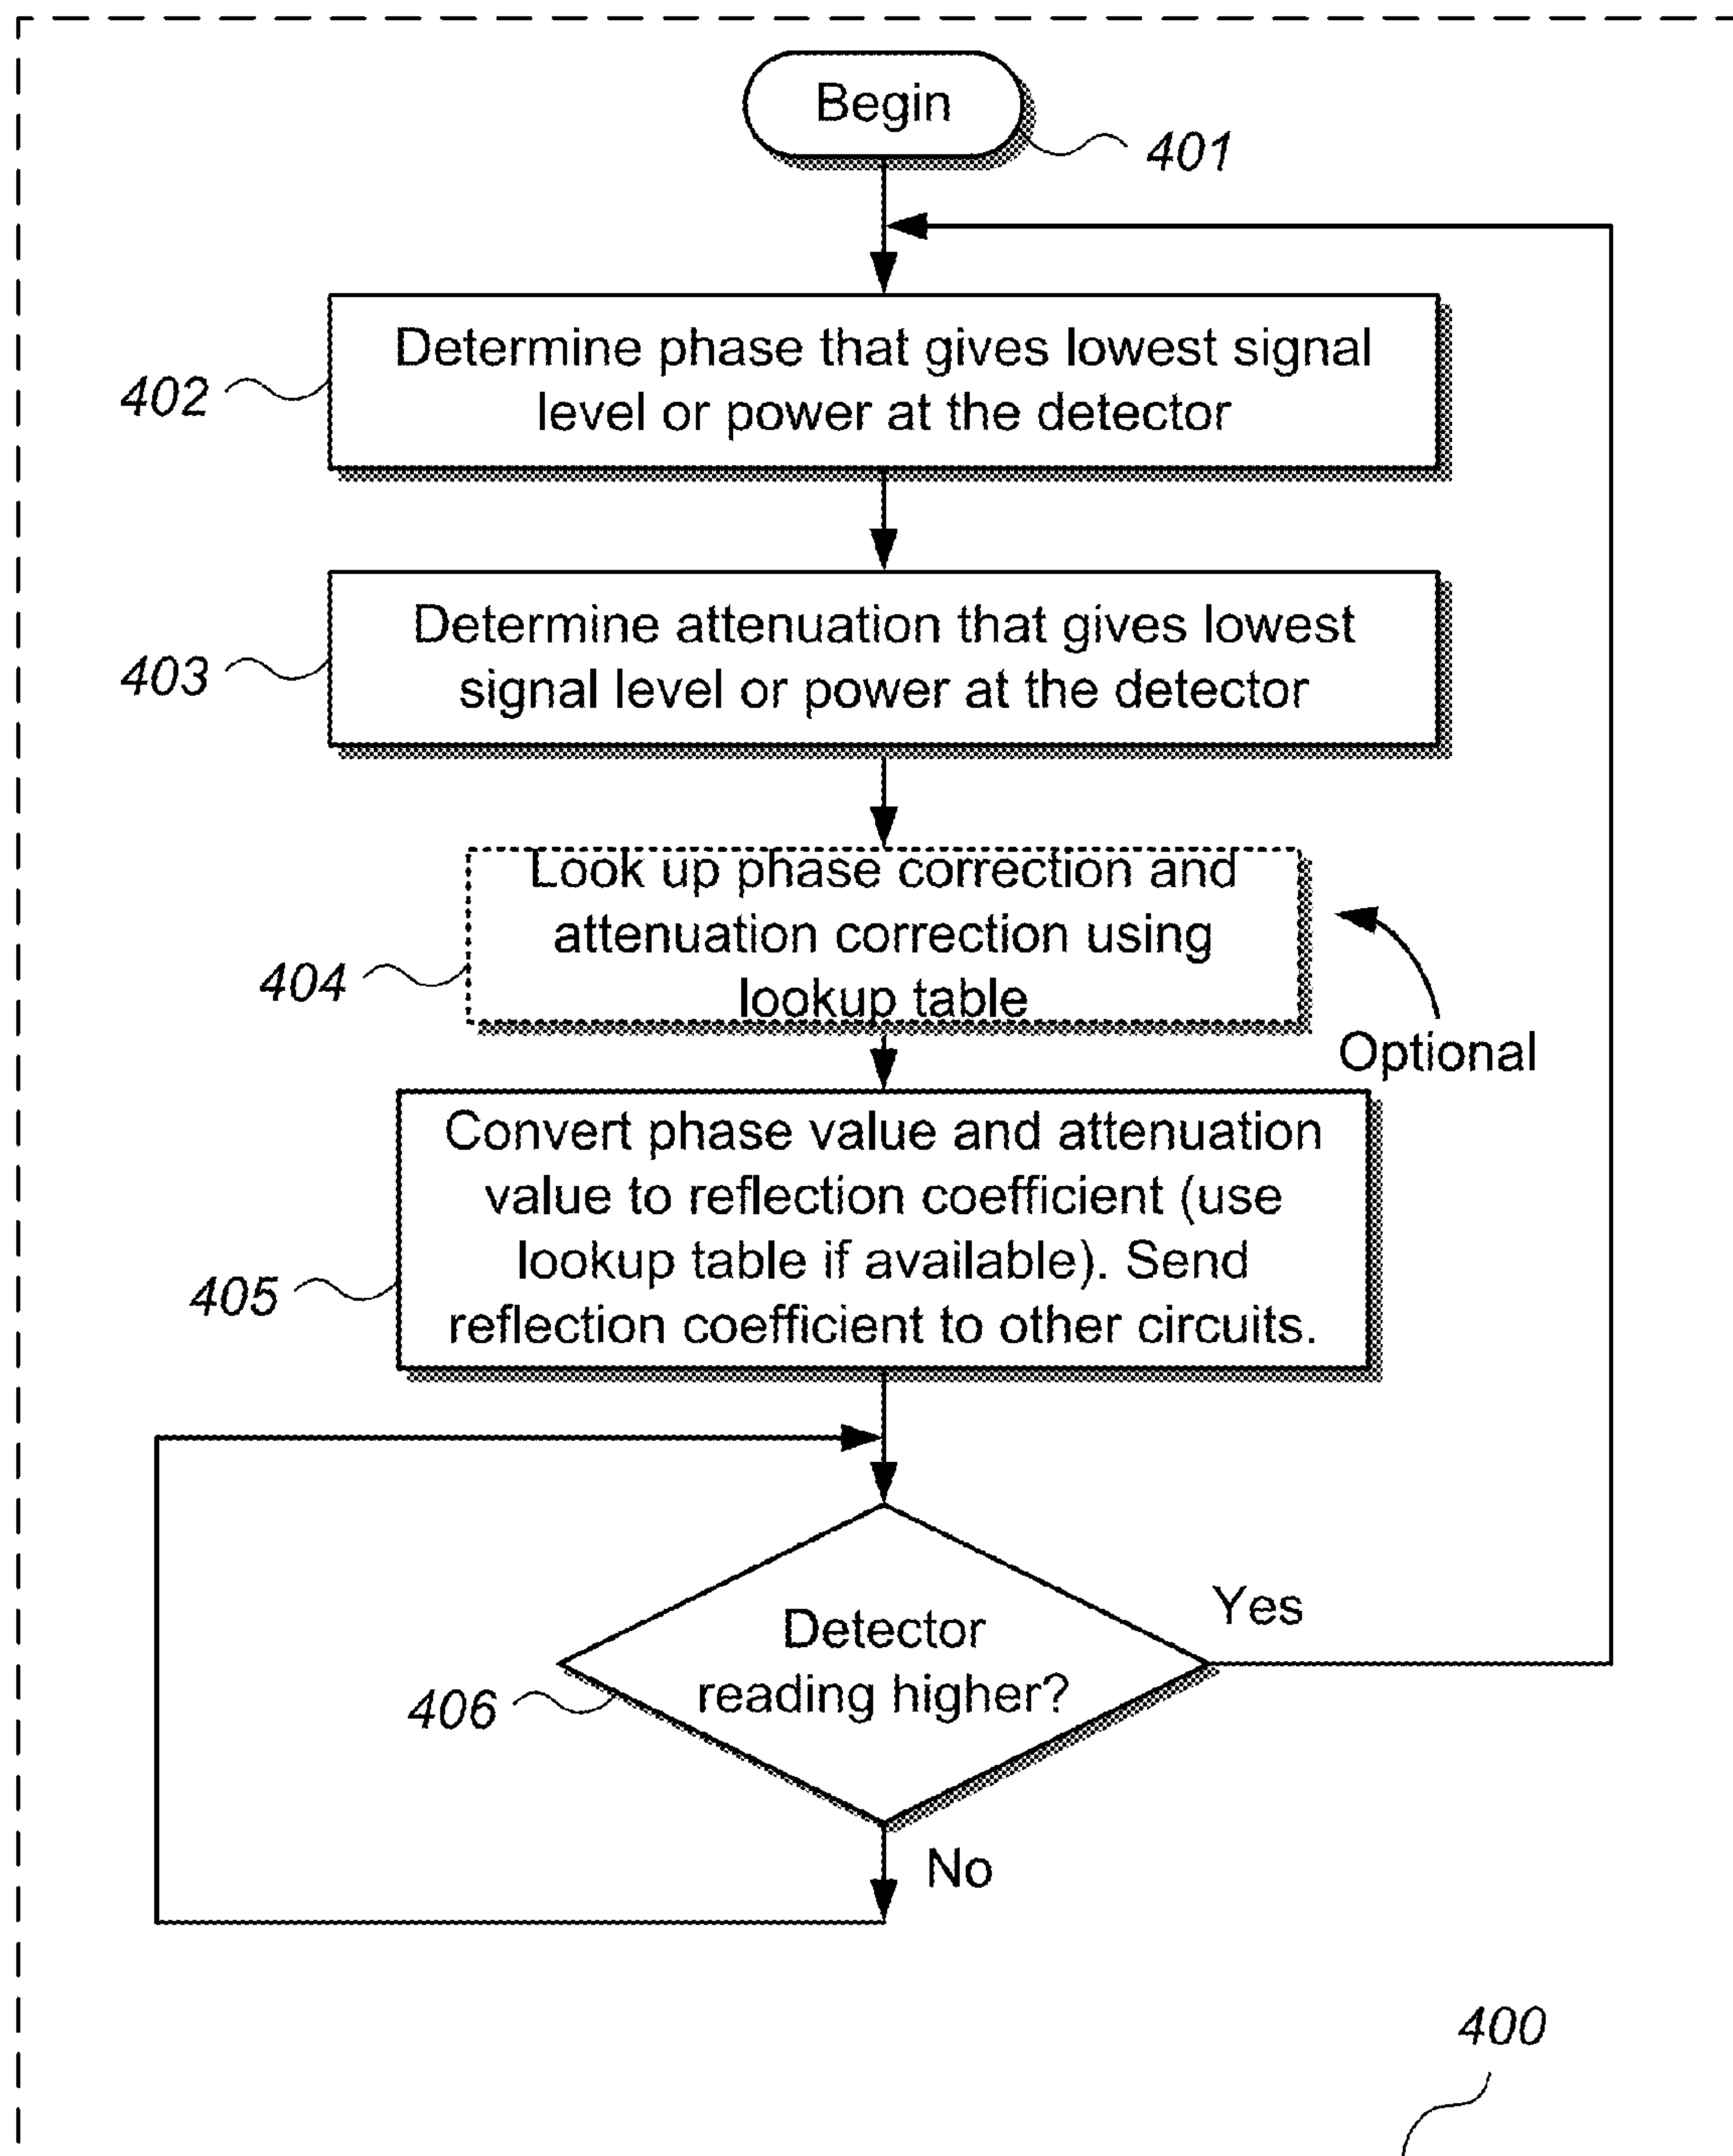 Begin
401
Determine phase that gives lowest signal
level or power at the detector
402
Determine attenuation that gives lowest
signal level or power at the detector
403
Look up phase correction and
attenuation correction using
lookup table
404
Optional
Convert phase value and attenuation
value to reflection coefficient (use
lookup table if available). Send
reflection coefficient to other circuits.
405
Detector
reading higher?
Yes
406
No
400